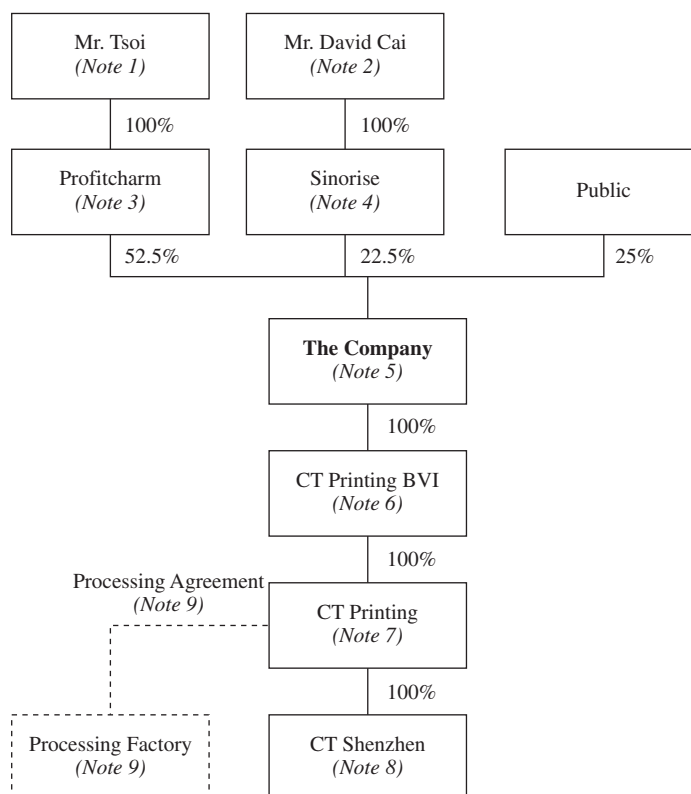 Mr. Tsoi
(Note 1)
Mr. David Cai
(Note 2)
100%
100%
Profitcharm
(Note 3)
Sinorise
(Note 4)
Public
52.5%
22.5%
25%
The Company
(Note 5)
100%
CT Printing BVI
(Note 6)
100%
Processing Agreement
(Note 9)
CT Printing
(Note 7)
100%
Processing Factory
(Note 9)
CT Shenzhen
(Note 8)